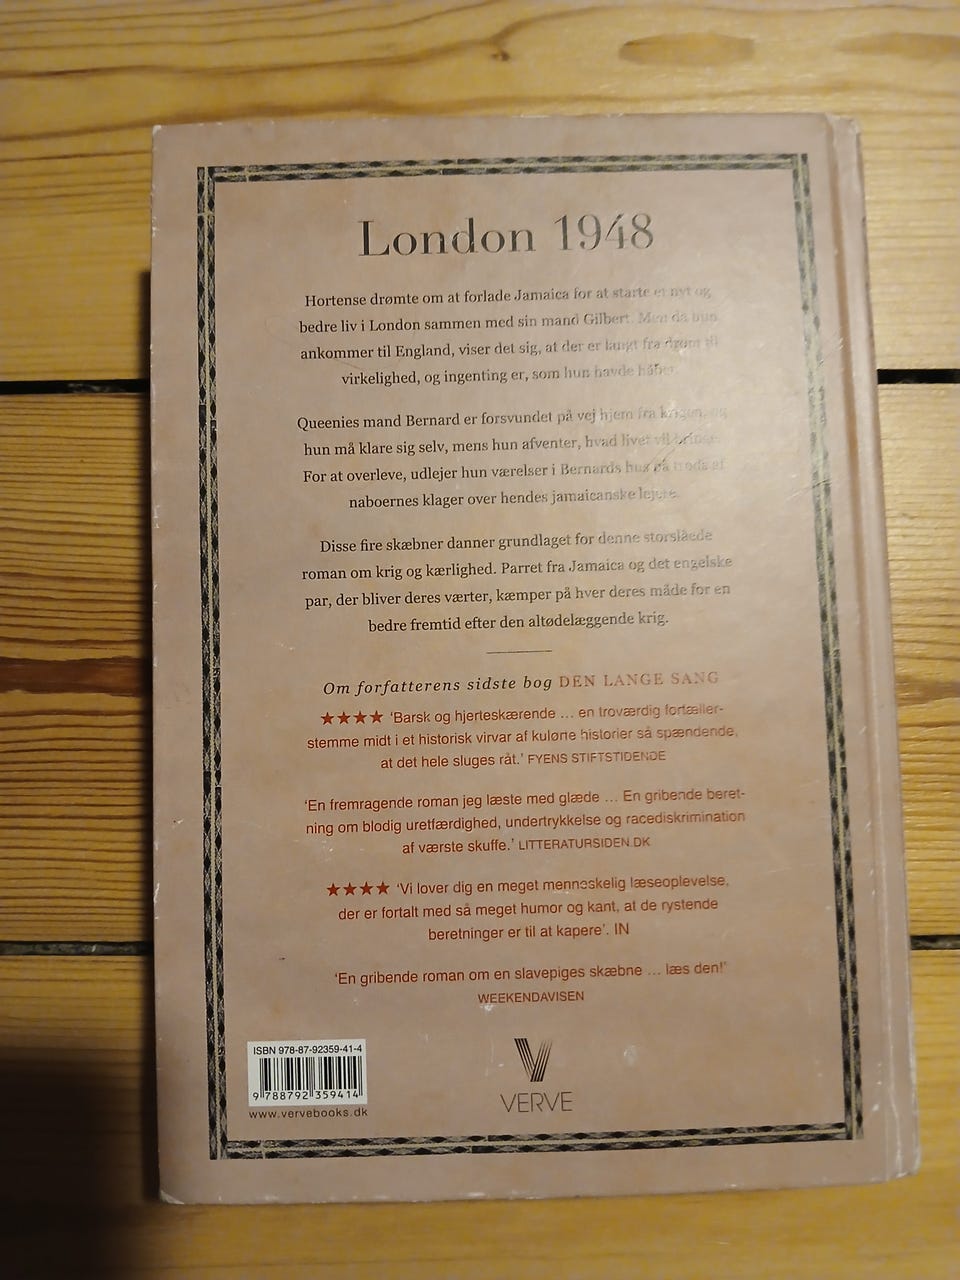 London 1948
Hortense drømte om at forlade Jamaica for at starte et nyt og
bedre liv i London sammen med sin mand Gilbert. Men da hun
ankommer til England, viser det sig, at der er langt fra drøm til
virkelighed, og ingenting er, som hun havde håbet.
Queenies mand Bernard er forsvundet på vej hjem fra krigen, og
hun må klare sig selv, mens hun afventer, hvad livet vil bringe.
For at overleve, udlejer hun værelser i Bernards hus på trods af
naboernes klager over hendes jamaicanske lejere.
Disse fire skæbner danner grundlaget for denne storslåede
roman om krig og kærlighed. Parret fra Jamaica og det engelske
par, der bliver deres værter, kæmper på hver deres måde for en
bedre fremtid efter den altødelæggende krig.
Om forfatterens sidste bog DEN LANGE SANG
★★★★ 'Barsk og hjerteskærende ... en troværdig fortæller-
stemme midt i et historisk virvar af kulørte historier så spændende,
at det hele sluges råt.' FYENS STIFTSTIDENDE
'En fremragende roman jeg læste med glæde ... En gribende beret-
ning om blodig uretfærdighed, undertrykkelse og racediskrimination
af værste skuffe.' LITTERATURSIDEN.DK
★★★★ 'Vi lover dig en meget menneskelig læseoplevelse,
der er fortalt med så meget humor og kant, at de rystende
beretninger er til at kapere'. IN
'En gribende roman om en slavepiges skæbne ... læs den!'
WEEKENDAVISEN
ISBN 978-87-92359-41-4
9 788792 359414
www.vervebooks.dk
VERVE